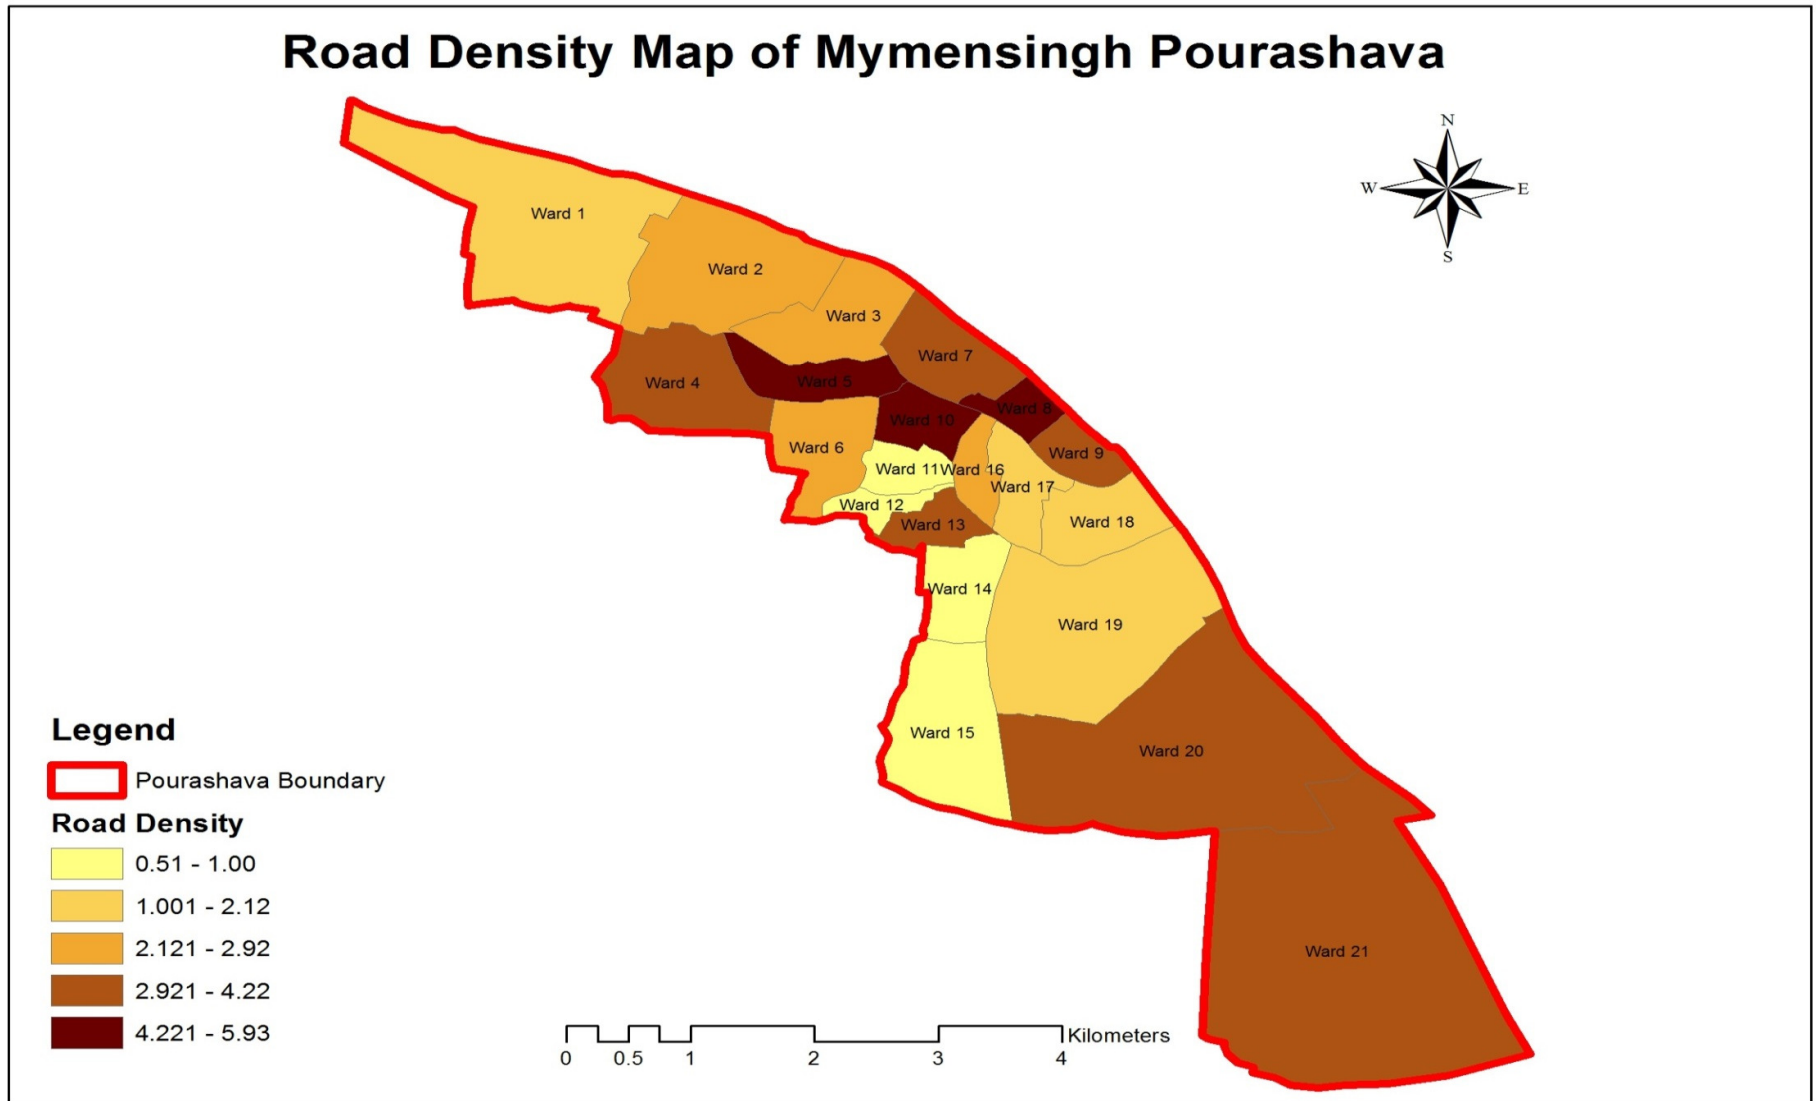 Road Density Map of Mymensingh Pourashava
N
W
E
S
Ward 1
Ward 2
Ward 3
Ward 7
Ward 4
Ward 5
Ward 8
Ward 10
Ward 6
Ward 9
Ward 11
Ward 16
Ward 17
Ward 12
Ward 13
Ward 18
Ward 14
Ward 19
Ward 15
Ward 20
Ward 21
Legend
Pourashava Boundary
Road Density
0.51 - 1.00
1.001 - 2.12
2.121 - 2.92
2.921 - 4.22
4.221 - 5.93
Kilometers
0 0.5 1 2 3 4